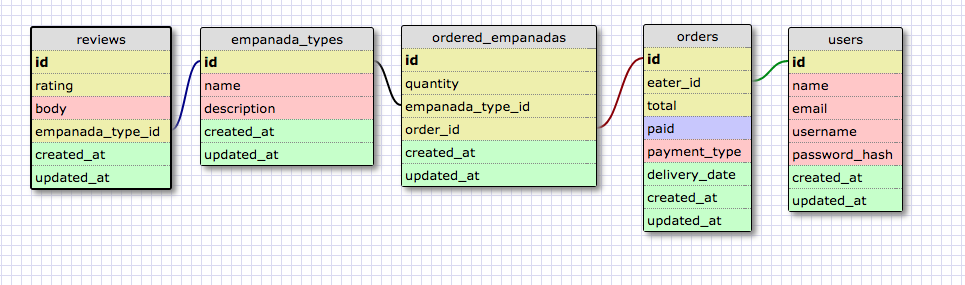 reviews
id
rating
body
empanada_type_id
created_at
updated_at
empanada_types
id
name
description
created_at
updated_at
ordered_empanadas
id
quantity
empanada_type_id
order_id
created_at
updated_at
orders
id
eater_id
total
paid
payment_type
delivery_date
created_at
updated_at
users
id
name
email
username
password_hash
created_at
updated_at